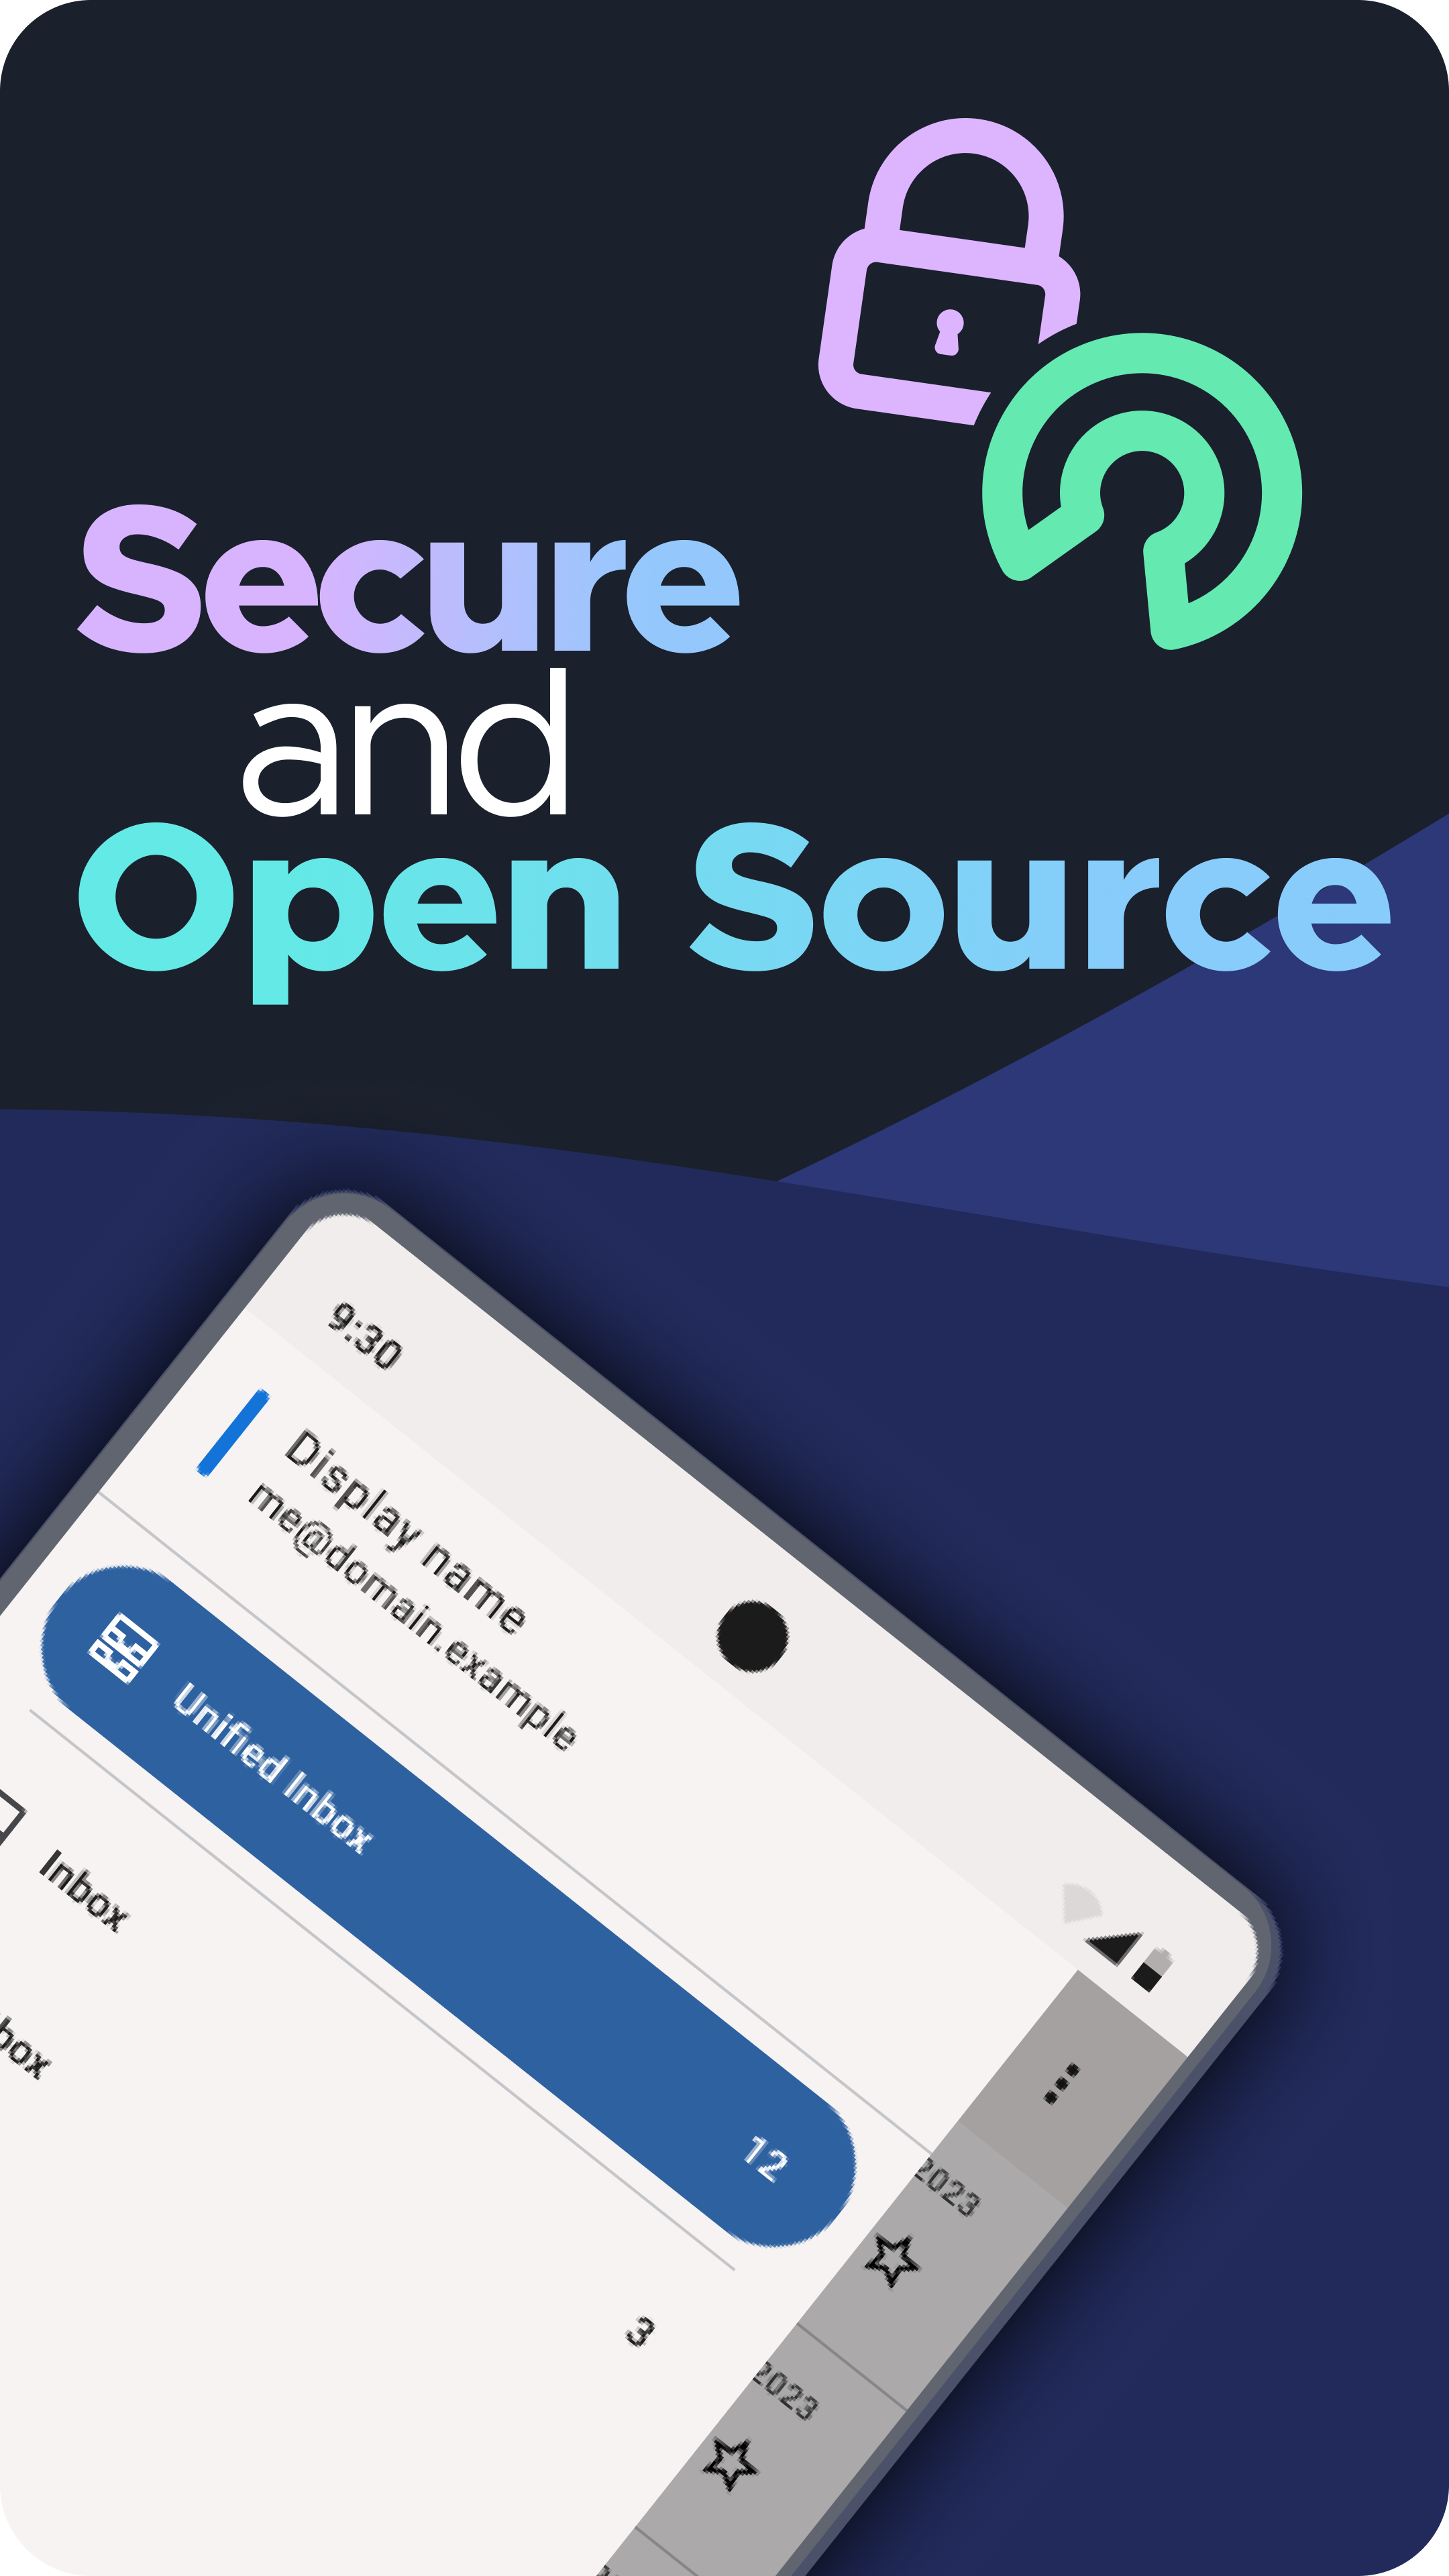 Secure
and
Open Source
9:30
Display name
me@domain.example
Unified Inbox
12
Inbox
3
2023
2023